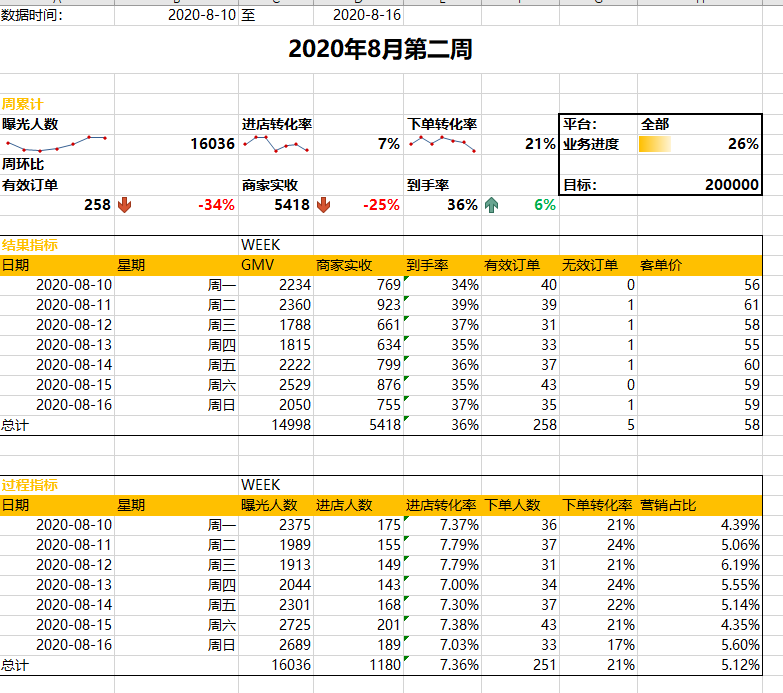 数据时间: 2020-8-10 至 2020-8-16
2020年8月第二周
周累计
曝光人数 进店转化率 下单转化率 平台: 全部
16036 7% 21% 业务进度 26%
周环比
有效订单 商家实收 到手率 目标: 200000
258 -34% 5418 -25% 36% 6%
结果指标 WEEK
日期 星期 GMV 商家实收 到手率 有效订单 无效订单 客单价
2020-08-10 周一 2234 769 34% 40 0 56
2020-08-11 周二 2360 923 39% 39 1 61
2020-08-12 周三 1788 661 37% 31 1 58
2020-08-13 周四 1815 634 35% 33 1 55
2020-08-14 周五 2222 799 36% 37 1 60
2020-08-15 周六 2529 876 35% 43 0 59
2020-08-16 周日 2050 755 37% 35 1 59
总计 14998 5418 36% 258 5 58
过程指标 WEEK
日期 星期 曝光人数 进店人数 进店转化率 下单人数 下单转化率 营销占比
2020-08-10 周一 2375 175 7.37% 36 21% 4.39%
2020-08-11 周二 1989 155 7.79% 37 24% 5.06%
2020-08-12 周三 1913 149 7.79% 31 21% 6.19%
2020-08-13 周四 2044 143 7.00% 34 24% 5.55%
2020-08-14 周五 2301 168 7.30% 37 22% 5.14%
2020-08-15 周六 2725 201 7.38% 43 21% 4.35%
2020-08-16 周日 2689 189 7.03% 33 17% 5.60%
总计 16036 1180 7.36% 251 21% 5.12%